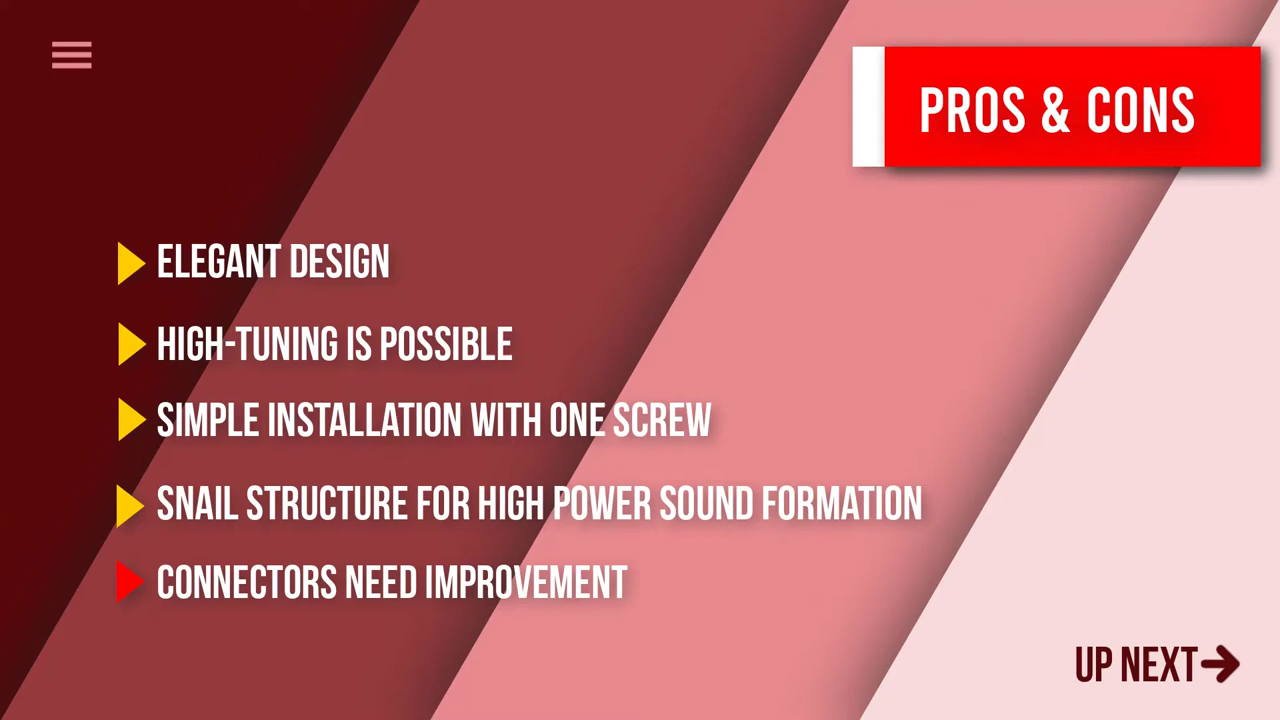 PROS & CONS
ELEGANT DESIGN
HIGH-TUNING IS POSSIBLE
SIMPLE INSTALLATION WITH ONE SCREW
SNAIL STRUCTURE FOR HIGH POWER SOUND FORMATION
CONNECTORS NEED IMPROVEMENT
UP NEXT